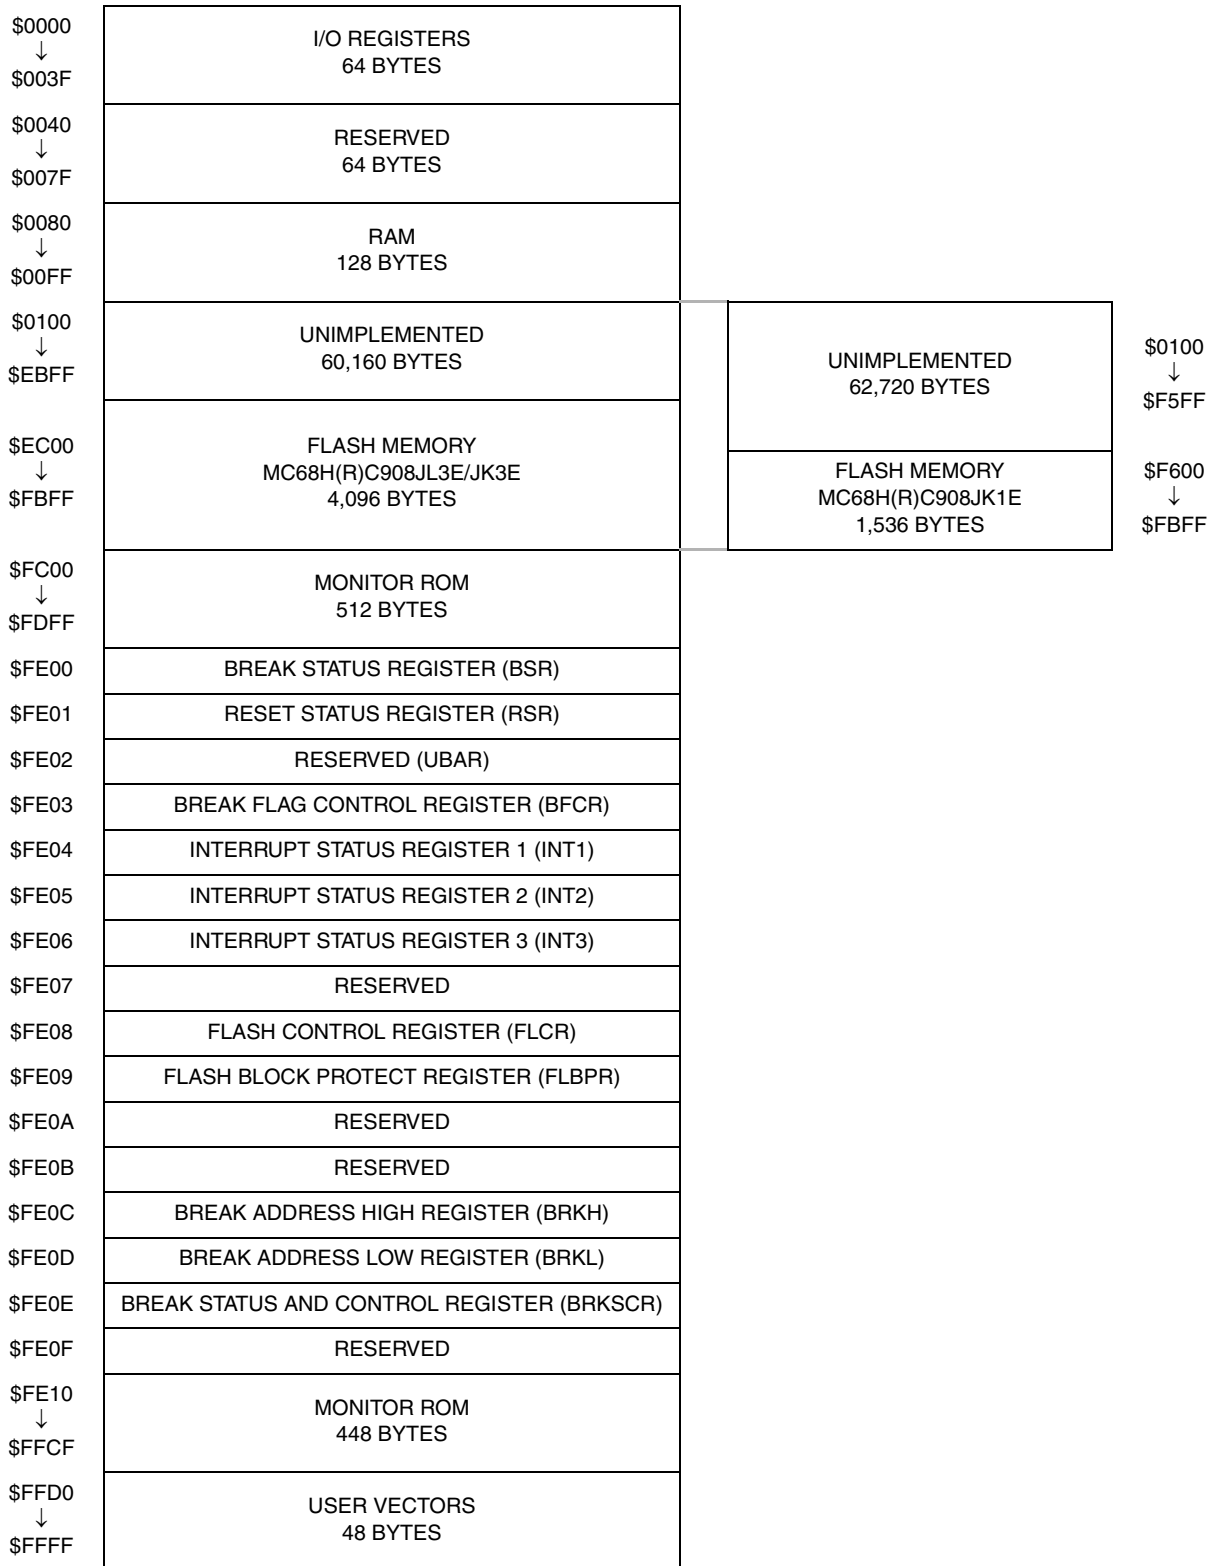 $0000
↓
$003F
I/O REGISTERS
64 BYTES
$0040
↓
$007F
RESERVED
64 BYTES
$0080
↓
$00FF
RAM
128 BYTES
$0100
↓
$EBFF
UNIMPLEMENTED
60,160 BYTES
UNIMPLEMENTED
62,720 BYTES
$0100
↓
$F5FF
$EC00
↓
$FBFF
FLASH MEMORY
MC68H(R)C908JL3E/JK3E
4,096 BYTES
FLASH MEMORY
MC68H(R)C908JK1E
1,536 BYTES
$F600
↓
$FBFF
$FC00
↓
$FDFF
MONITOR ROM
512 BYTES
$FE00 BREAK STATUS REGISTER (BSR)
$FE01 RESET STATUS REGISTER (RSR)
$FE02 RESERVED (UBAR)
$FE03 BREAK FLAG CONTROL REGISTER (BFCR)
$FE04 INTERRUPT STATUS REGISTER 1 (INT1)
$FE05 INTERRUPT STATUS REGISTER 2 (INT2)
$FE06 INTERRUPT STATUS REGISTER 3 (INT3)
$FE07 RESERVED
$FE08 FLASH CONTROL REGISTER (FLCR)
$FE09 FLASH BLOCK PROTECT REGISTER (FLBPR)
$FE0A RESERVED
$FE0B RESERVED
$FE0C BREAK ADDRESS HIGH REGISTER (BRKH)
$FE0D BREAK ADDRESS LOW REGISTER (BRKL)
$FE0E BREAK STATUS AND CONTROL REGISTER (BRKSCR)
$FE0F RESERVED
$FE10
↓
$FFCF
MONITOR ROM
448 BYTES
$FFD0
↓
$FFFF
USER VECTORS
48 BYTES